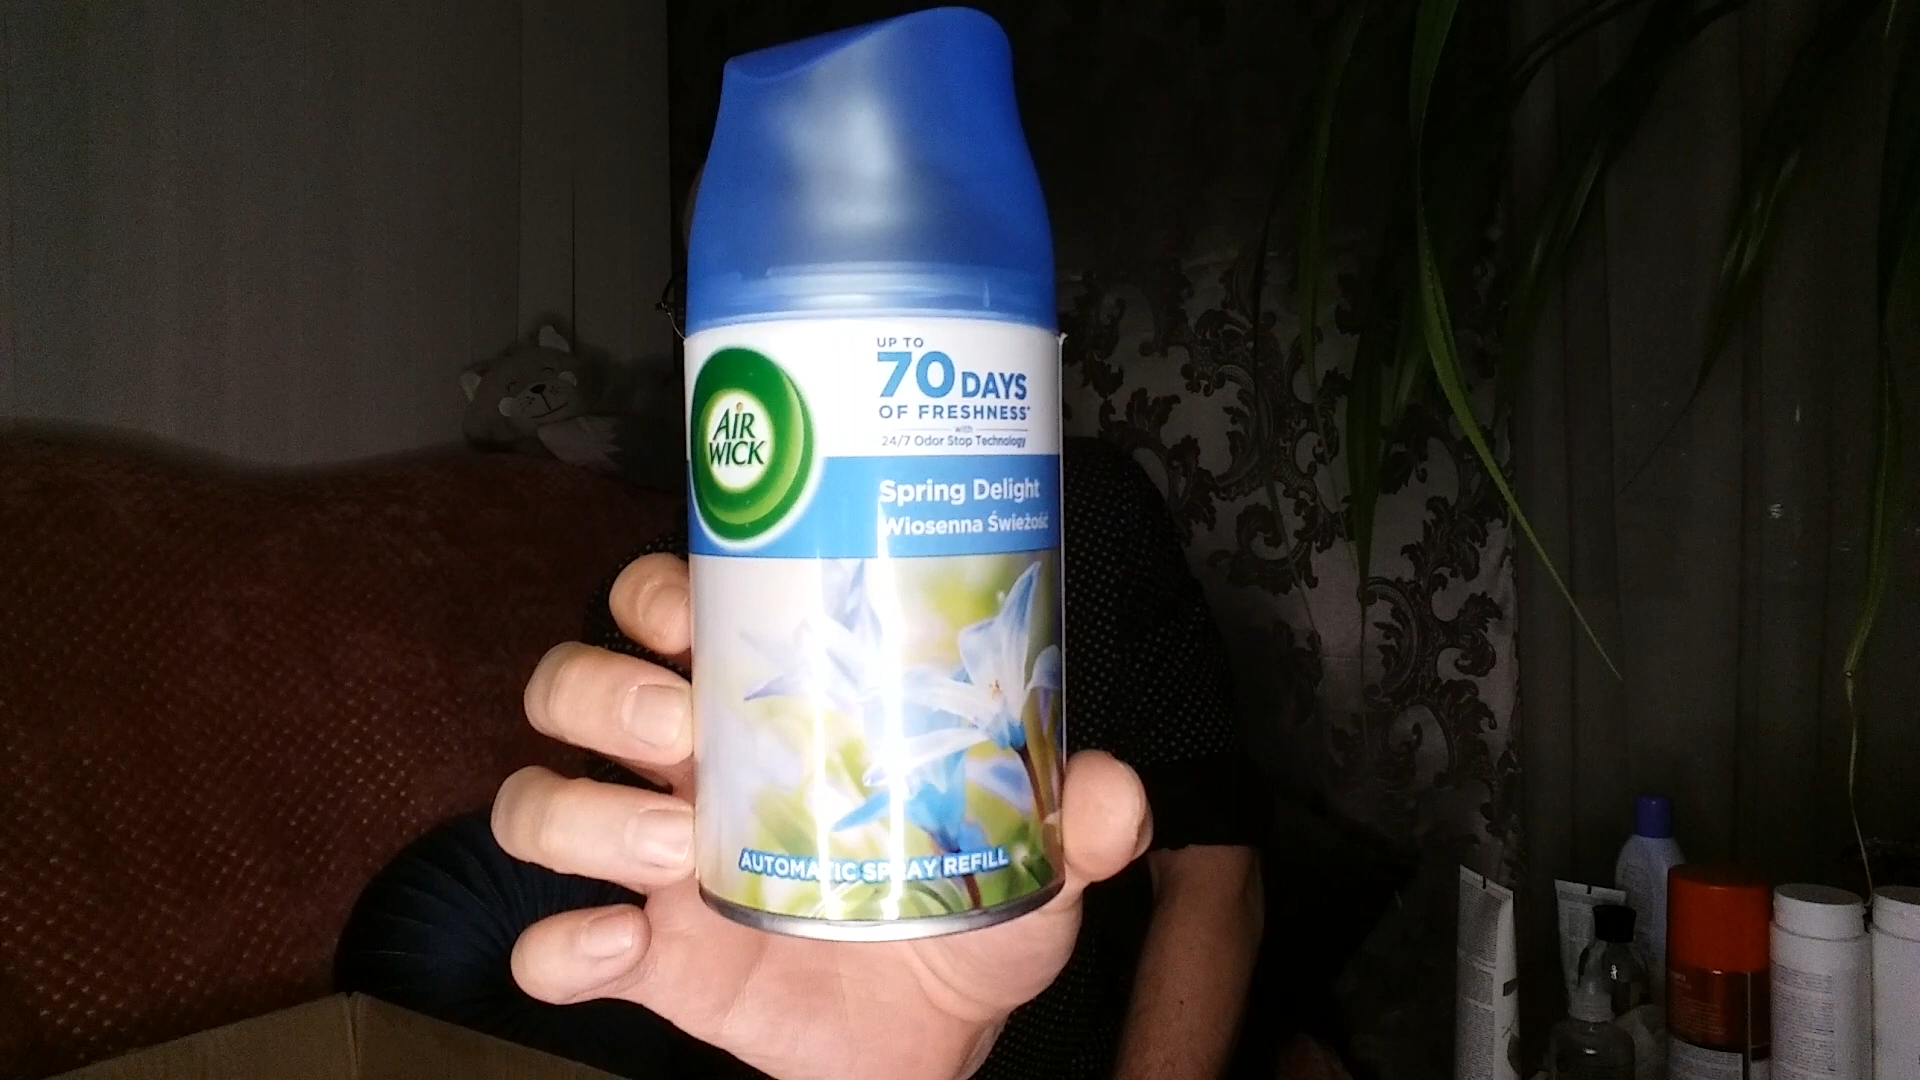 UP TO
70 DAYS
OF FRESHNESS*
with
24/7 Odor Stop Technology
AIR
WICK
Spring Delight
Wiosenna Świeżość
AUTOMATIC SPRAY REFILL